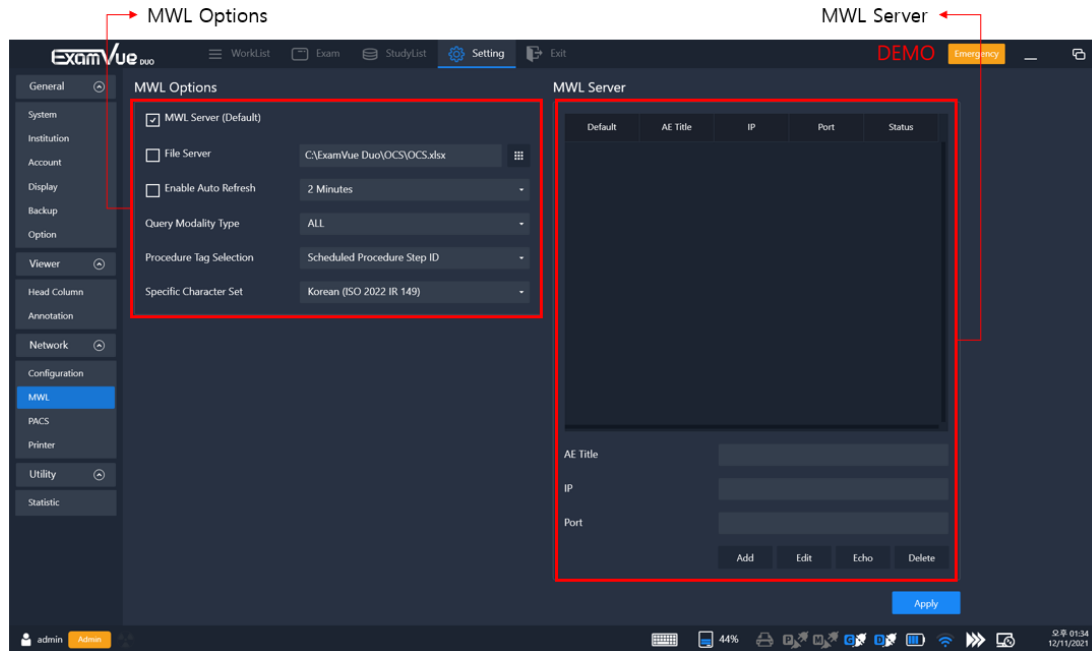 MWL Options
MWL Server
ExamVue DUO
WorkList
Exam
StudyList
Setting
Exit
DEMO
Emergency
General
System
Institution
Account
Display
Backup
Option
Viewer
Head Column
Annotation
Network
Configuration
MWL
PACS
Printer
Utility
Statistic
MWL Options
MWL Server (Default)
File Server
C:\ExamVue Duo\OCS\OCS.xlsx
Enable Auto Refresh
2 Minutes
Query Modality Type
ALL
Procedure Tag Selection
Scheduled Procedure Step ID
Specific Character Set
Korean (ISO 2022 IR 149)
MWL Server
Default
AE Title
IP
Port
Status
AE Title
IP
Port
Add
Edit
Echo
Delete
Apply
admin
Admin
44%
P
M
G
D
오후 01:34
12/11/2021